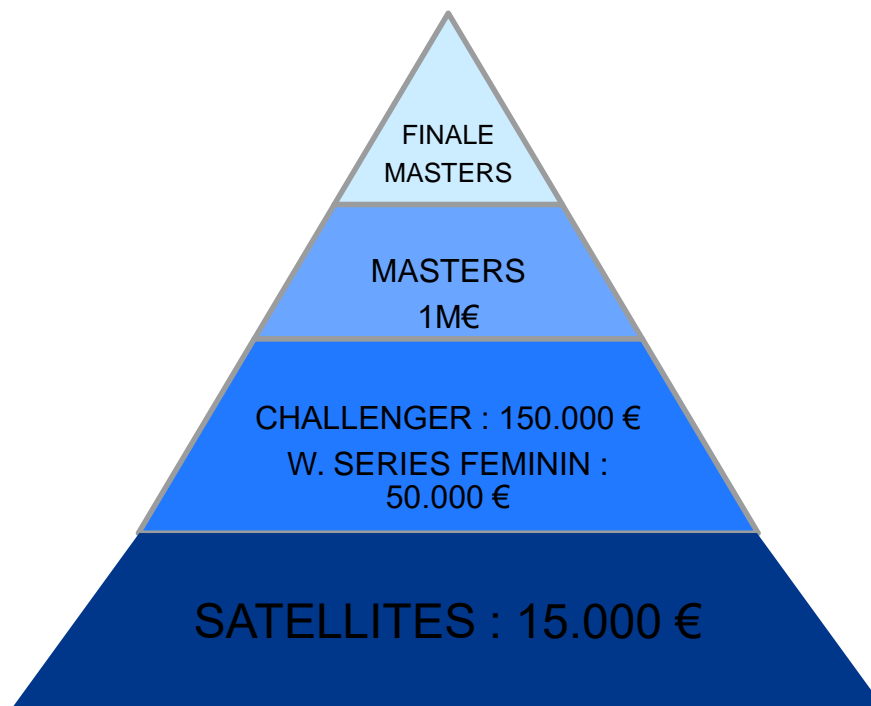 FINALE
MASTERS
MASTERS
1M€
CHALLENGER : 150.000 €
W. SERIES FEMININ :
50.000 €
SATELLITES : 15.000 €